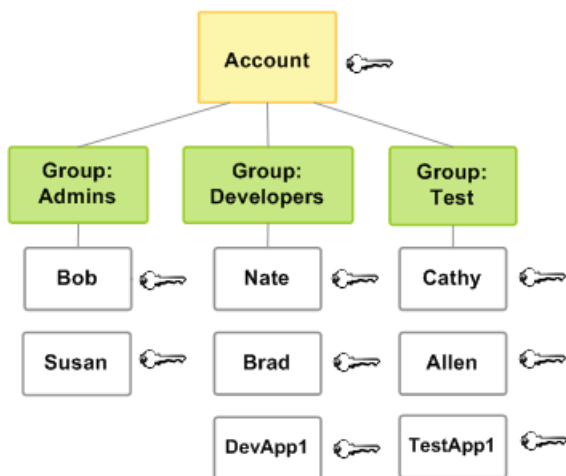 Account
Group:
Admins
Group:
Developers
Group:
Test
Bob
Nate
Cathy
Susan
Brad
Allen
DevApp1
TestApp1